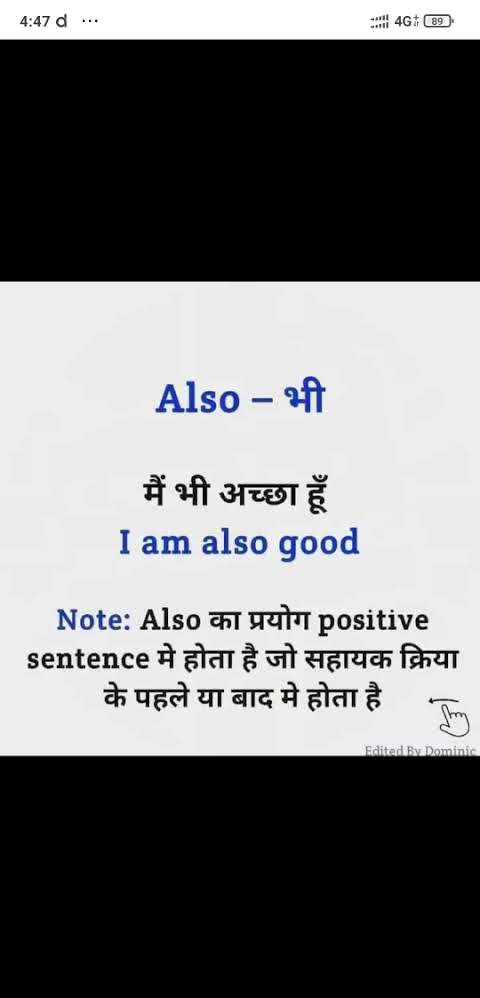 4:47 d ...
4G+ 89
Also – भी
मैं भी अच्छा हूँ
I am also good
Note: Also का प्रयोग positive
sentence मे होता है जो सहायक क्रिया
के पहले या बाद मे होता है
Edited By Dominic